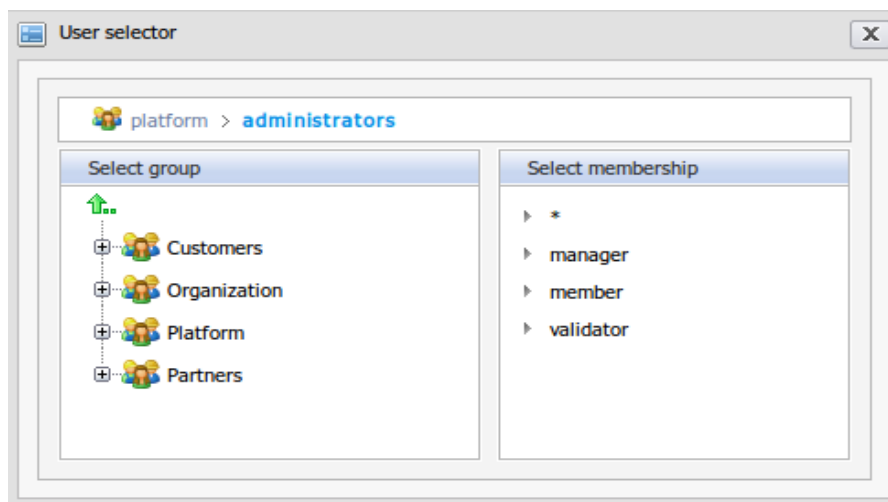 User selector
X
platform > administrators
Select group
Select membership
..
Customers
Organization
Platform
Partners
*
manager
member
validator